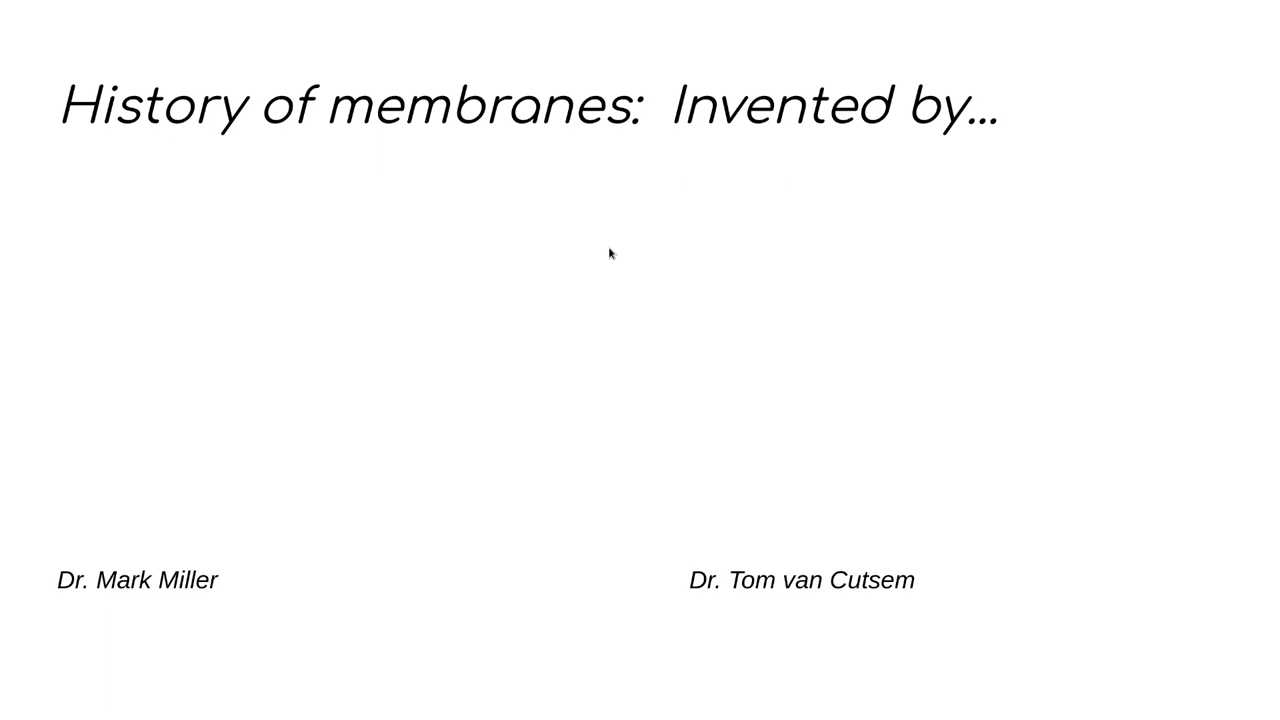 History of membranes: Invented by...
Dr. Mark Miller
Dr. Tom van Cutsem